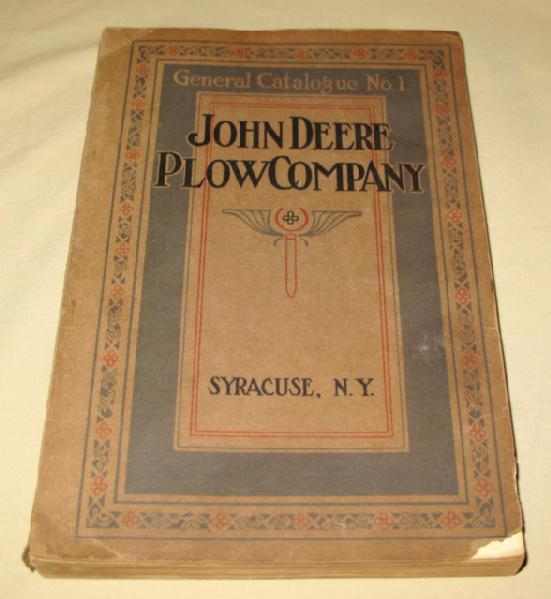 General Catalogue No. 1.
JOHN DEERE
PLOW COMPANY
SYRACUSE, N. Y.